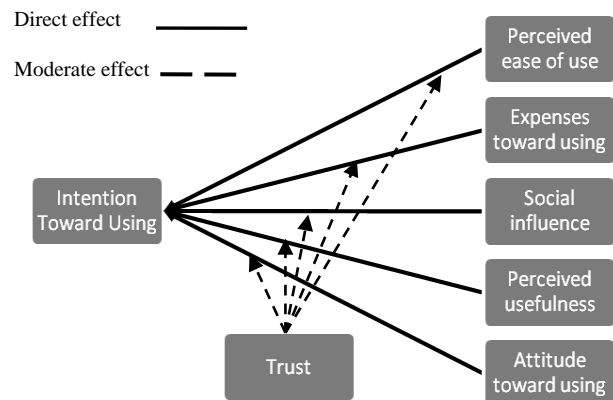 Direct effect
Moderate effect
Perceived
ease of use
Expenses
toward using
Intention
Toward Using
Social
influence
Perceived
usefulness
Trust
Attitude
toward using